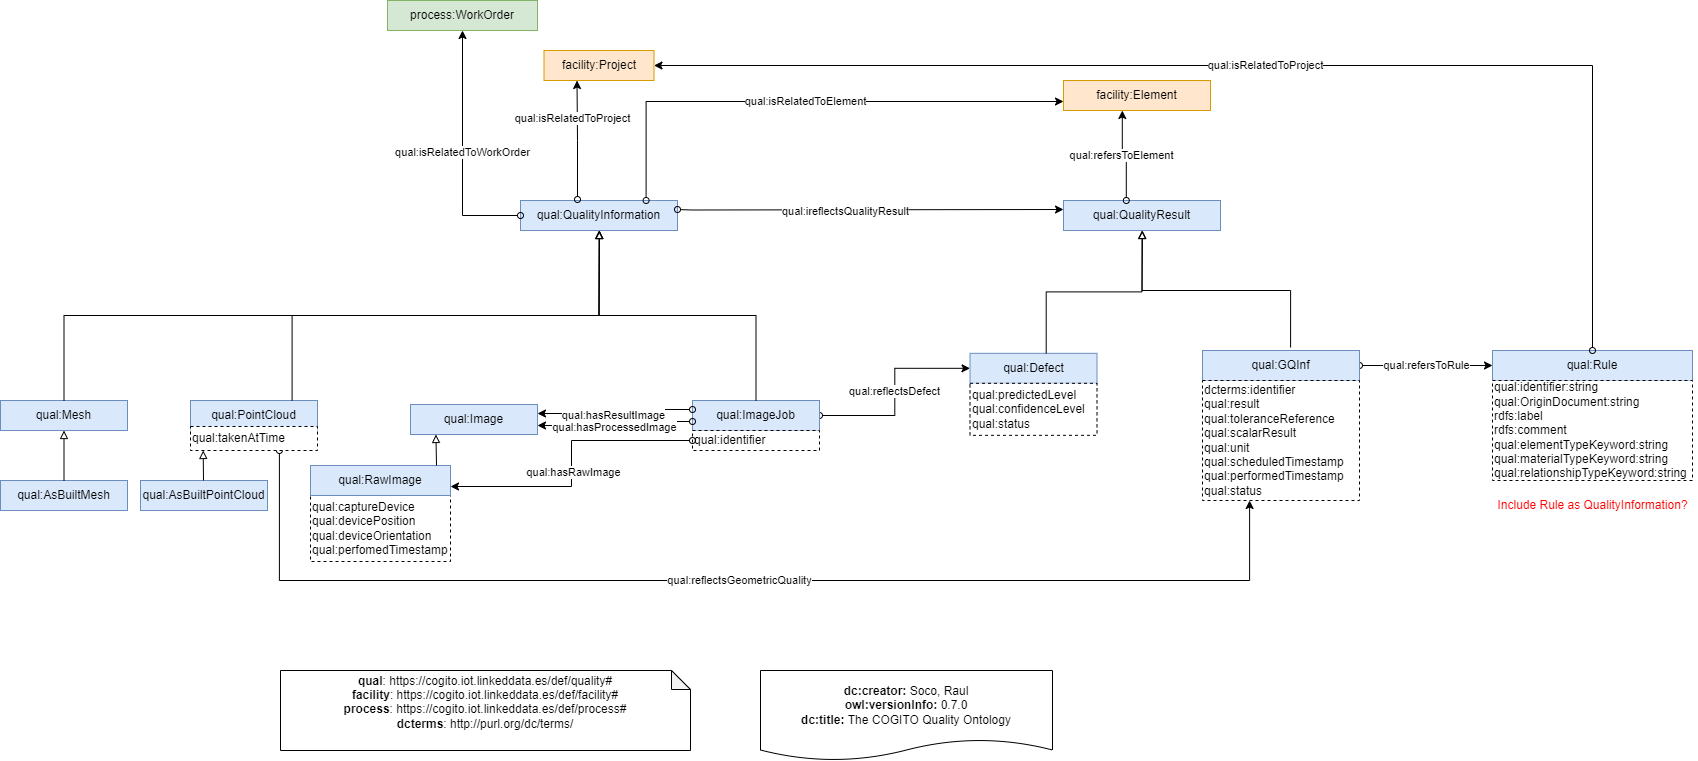 process:WorkOrder
facility:Project
qual:isRelatedToProject
facility:Element
qual:isRelatedToElement
qual:isRelatedToProject
qual:isRelatedToWorkOrder
qual:refersToElement
qual:QualityInformation
qual:ireflectsQualityResult
qual:QualityResult
qual:Mesh
qual:AsBuiltMesh
qual:PointCloud
qual:takenAtTime
qual:AsBuiltPointCloud
qual:Image
qual:hasResultImage
qual:hasProcessedImage
qual:ImageJob
qual:identifier
qual:hasRawImage
qual:RawImage
qual:captureDevice
qual:devicePosition
qual:deviceOrientation
qual:perfomedTimestamp
qual:reflectsDefect
qual:Defect
qual:predictedLevel
qual:confidenceLevel
qual:status
qual:GQInf
dcterms:identifier
qual:result
qual:toleranceReference
qual:scalarResult
qual:unit
qual:scheduledTimestamp
qual:performedTimestamp
qual:status
qual:refersToRule
qual:Rule
qual:identifier:string
qual:OriginDocument:string
rdfs:label
rdfs:comment
qual:elementTypeKeyword:string
qual:materialTypeKeyword:string
qual:relationshipTypeKeyword:string
Include Rule as QualityInformation?
qual:reflectsGeometricQuality
qual: https://cogito.iot.linkeddata.es/def/quality#
facility: https://cogito.iot.linkeddata.es/def/facility#
process: https://cogito.iot.linkeddata.es/def/process#
dcterms: http://purl.org/dc/terms/
dc:creator: Soco, Raul
owl:versionInfo: 0.7.0
dc:title: The COGITO Quality Ontology